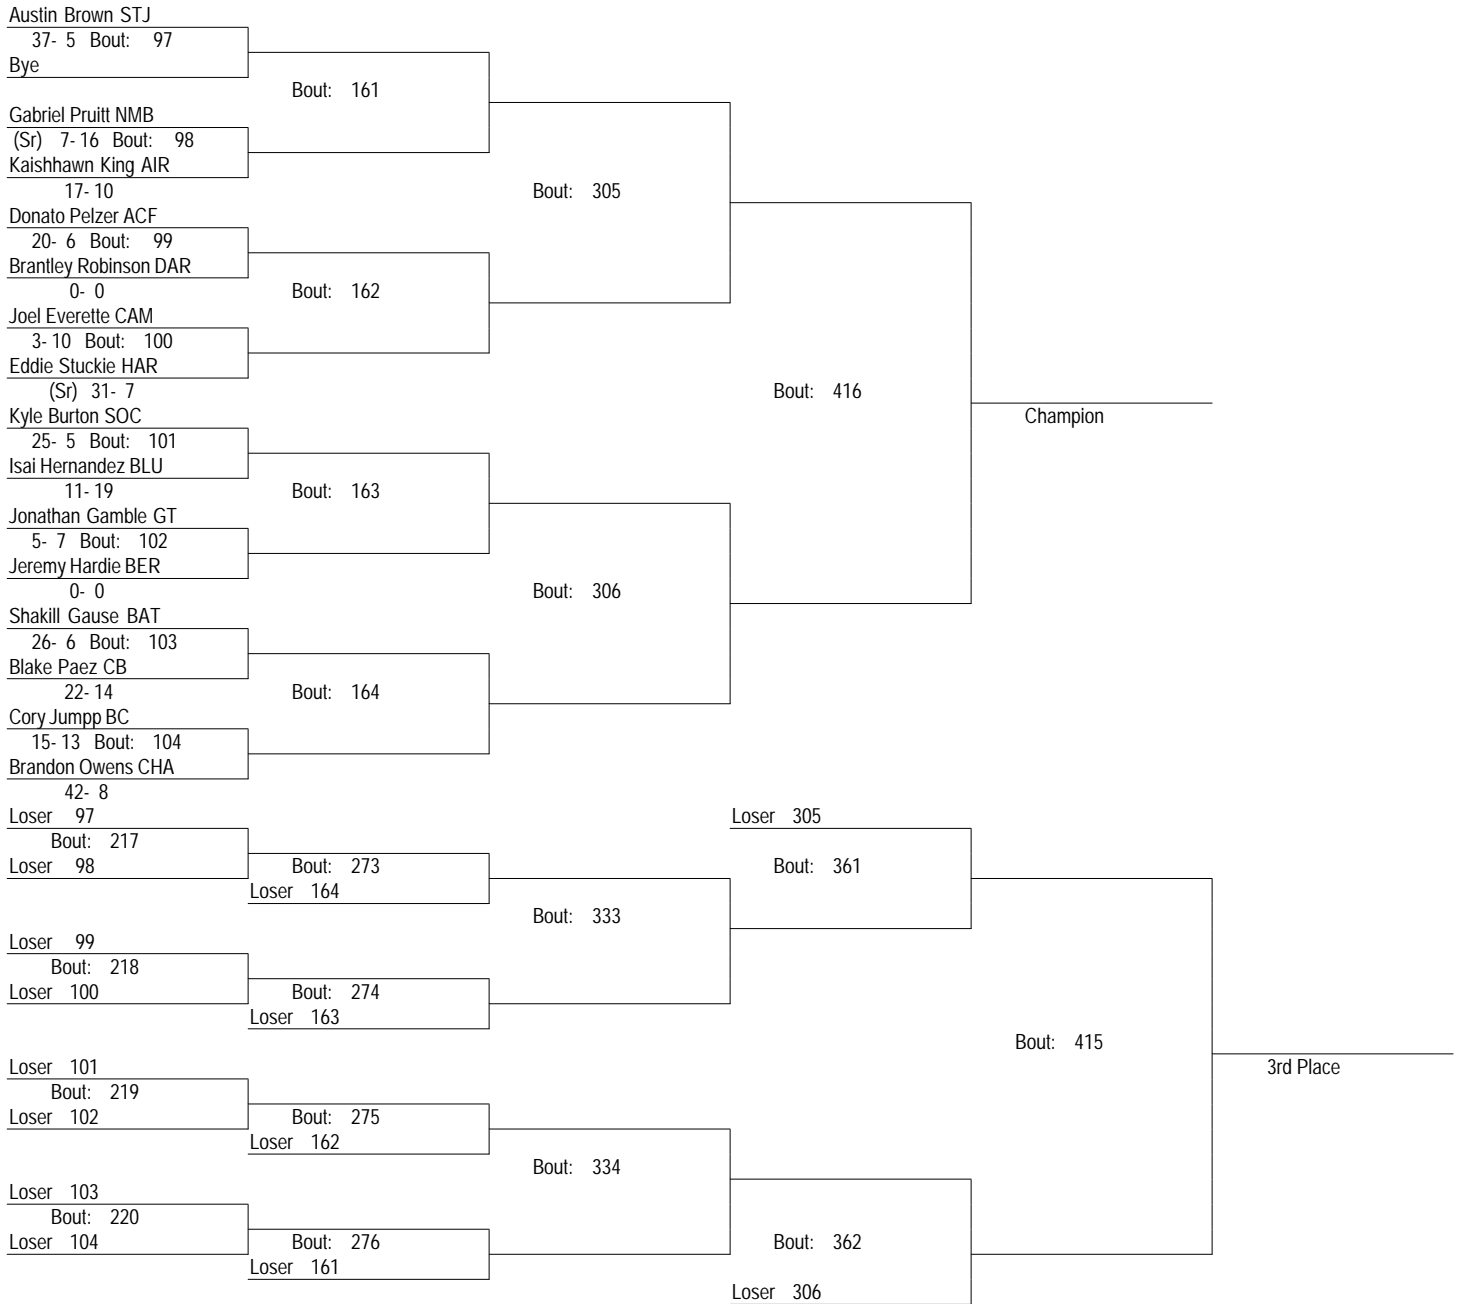 Austin Brown STJ
37- 5 Bout: 97
Bye
Bout: 161
Gabriel Pruitt NMB
(Sr) 7- 16 Bout: 98
Kaishhawn King AIR
17- 10
Bout: 305
Donato Pelzer ACF
20- 6 Bout: 99
Brantley Robinson DAR
0- 0
Bout: 162
Joel Everette CAM
3- 10 Bout: 100
Eddie Stuckie HAR
(Sr) 31- 7
Bout: 416
Champion
Kyle Burton SOC
25- 5 Bout: 101
Isai Hernandez BLU
11- 19
Bout: 163
Jonathan Gamble GT
5- 7 Bout: 102
Jeremy Hardie BER
0- 0
Bout: 306
Shakill Gause BAT
26- 6 Bout: 103
Blake Paez CB
22- 14
Bout: 164
Cory Jumpp BC
15- 13 Bout: 104
Brandon Owens CHA
42- 8
Loser 97
Loser 305
Bout: 217
Loser 98
Bout: 273
Bout: 361
Loser 164
Bout: 333
Loser 99
Bout: 218
Loser 100
Bout: 274
Loser 163
Bout: 415
Loser 101
3rd Place
Bout: 219
Loser 102
Bout: 275
Loser 162
Bout: 334
Loser 103
Bout: 220
Loser 104
Bout: 276
Bout: 362
Loser 161
Loser 306